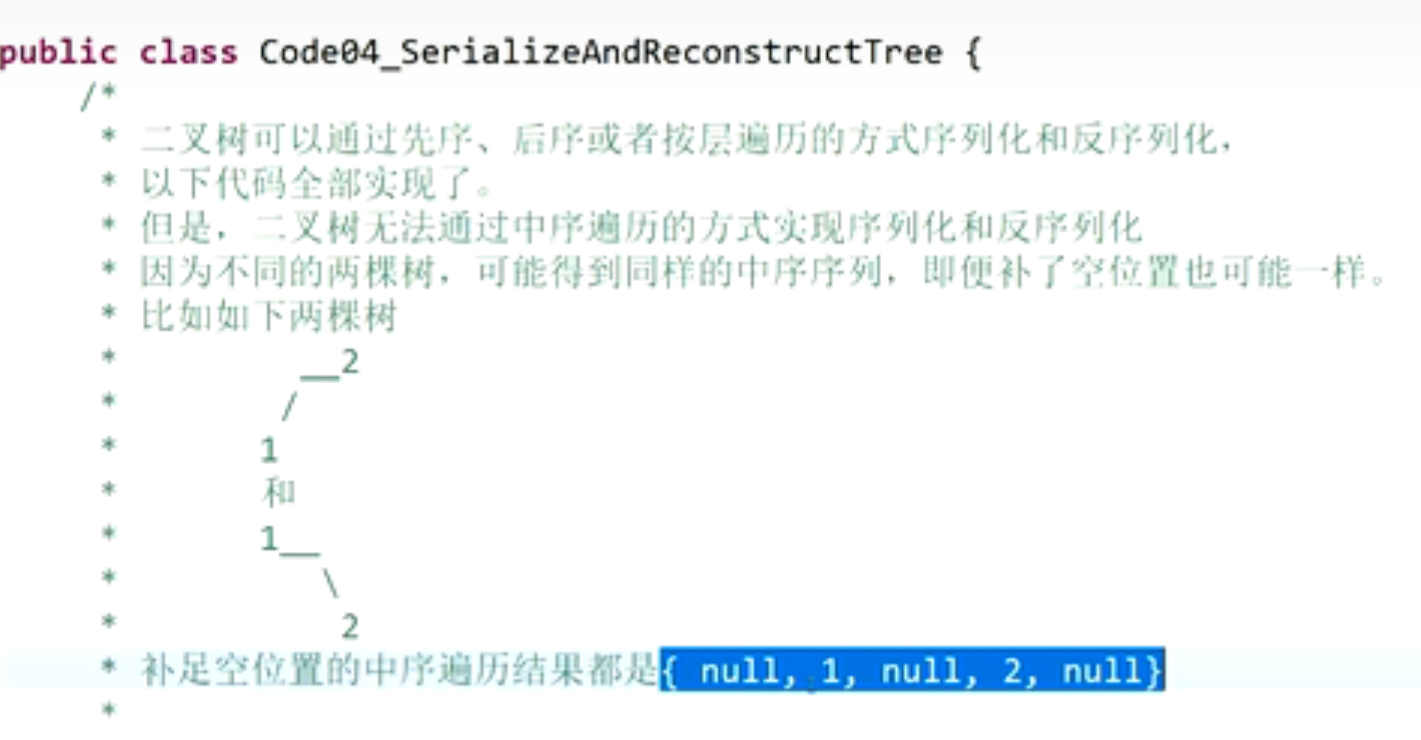 public class Code04_SerializeAndReconstructTree {
/*
* 二叉树可以通过先序、后序或者按层遍历的方式序列化和反序列化，
* 以下代码全部实现了。
* 但是，二叉树无法通过中序遍历的方式实现序列化和反序列化
* 因为不同的两棵树，可能得到同样的中序序列，即便补了空位置也可能一样。
* 比如如下两棵树
*         __2
*        /
*       1
*       和
*       1__
*          \
*           2
* 补足空位置的中序遍历结果都是{ null, 1, null, 2, null}
*